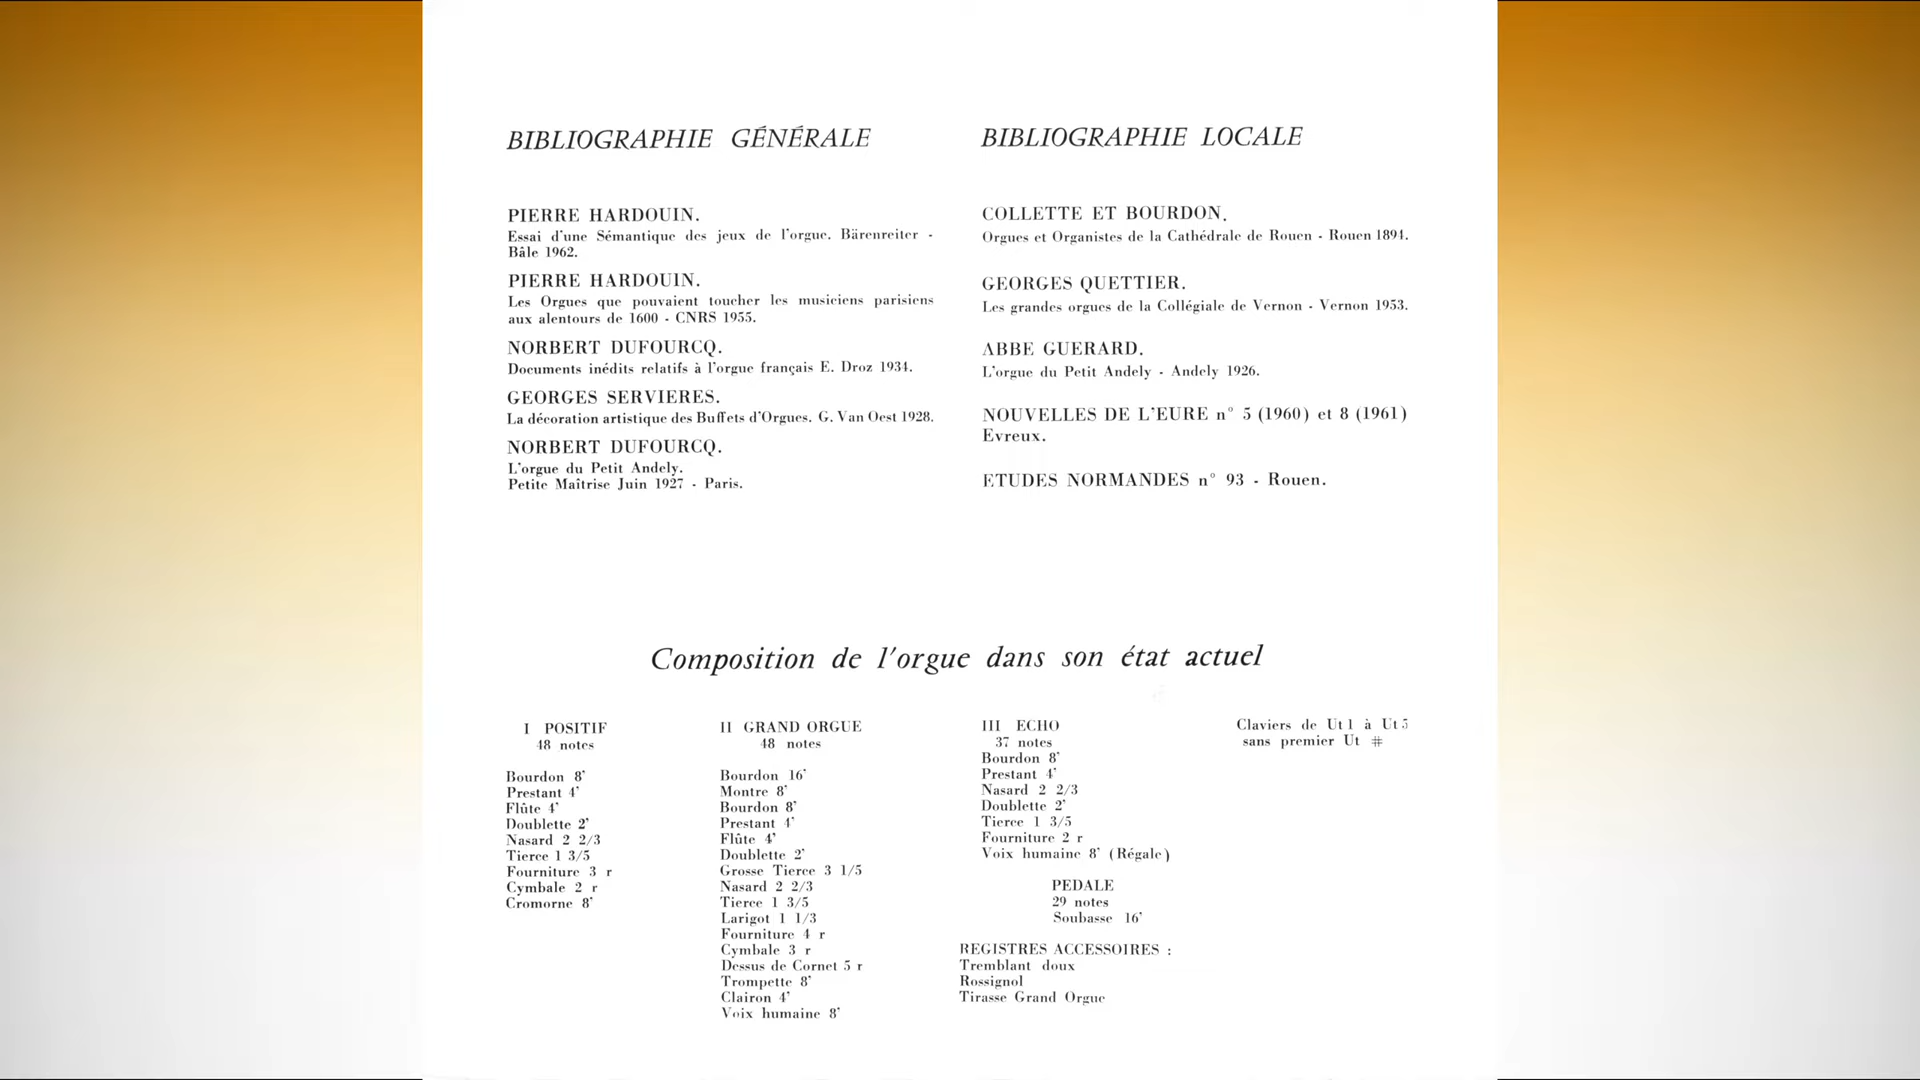 BIBLIOGRAPHIE GÉNÉRALE
PIERRE HARDOUIN.
Essai d'une Sémantique des jeux de l'orgue. Bärenreiter -
Bâle 1962.
PIERRE HARDOUIN.
Les Orgues que pouvaient toucher les musiciens parisiens
aux alentours de 1600 - CNRS 1955.
NORBERT DUFOURCQ.
Documents inédits relatifs à l'orgue français E. Droz 1934.
GEORGES SERVIERES.
La décoration artistique des Buffets d'Orgues. G. Van Oest 1928.
NORBERT DUFOURCQ.
L'orgue du Petit Andely.
Petite Maîtrise Juin 1927 - Paris.
BIBLIOGRAPHIE LOCALE
COLLETTE ET BOURDON.
Orgues et Organistes de la Cathédrale de Rouen - Rouen 1894.
GEORGES QUETTIER.
Les grandes orgues de la Collégiale de Vernon - Vernon 1953.
ABBE GUERARD.
L'orgue du Petit Andely - Andely 1926.
NOUVELLES DE L'EURE n° 5 (1960) et 8 (1961)
Evreux.
ETUDES NORMANDES n° 93 - Rouen.
Composition de l'orgue dans son état actuel
I POSITIF
48 notes
Bourdon 8'
Prestant 4'
Flûte 4'
Doublette 2'
Nasard 2 2/3
Tierce 1 3/5
Fourniture 3 r
Cymbale 2 r
Cromorne 8'
II GRAND ORGUE
48 notes
Bourdon 16'
Montre 8'
Bourdon 8'
Prestant 4'
Flûte 4'
Doublette 2'
Grosse Tierce 3 1/5
Nasard 2 2/3
Tierce 1 3/5
Larigot 1 1/3
Fourniture 4 r
Cymbale 3 r
Dessus de Cornet 5 r
Trompette 8'
Clairon 4'
Voix humaine 8'
III ECHO
37 notes
Bourdon 8'
Prestant 4'
Nasard 2 2/3
Doublette 2'
Tierce 1 3/5
Fourniture 2 r
Voix humaine 8' (Régale)
PEDALE
29 notes
Soubasse 16'
REGISTRES ACCESSOIRES :
Tremblant doux
Rossignol
Tirasse Grand Orgue
Claviers de Ut 1 à Ut 5
sans premier Ut #